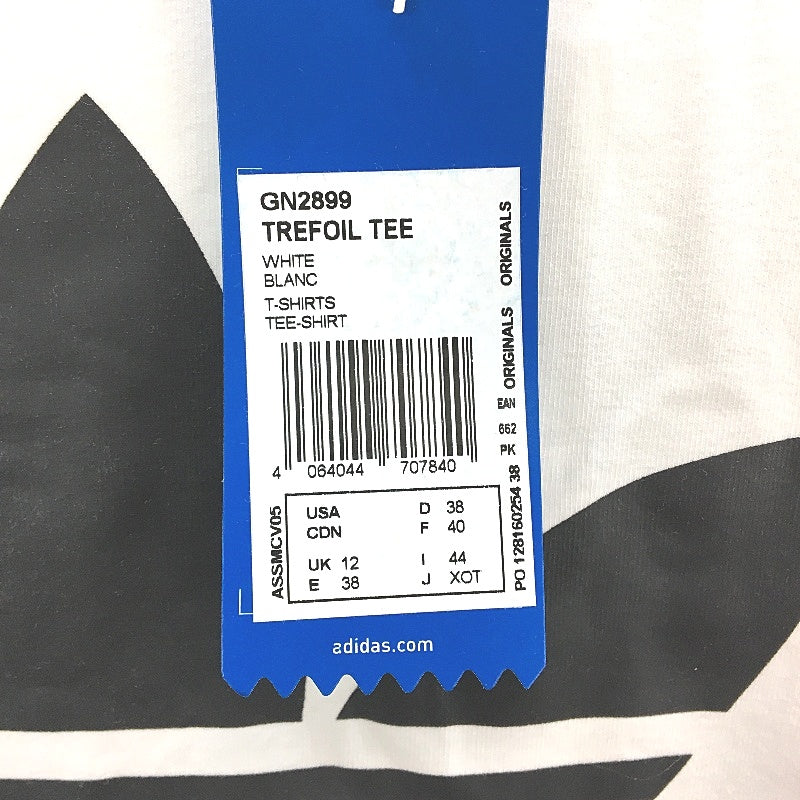 GN2899
TREFOIL TEE
WHITE
BLANC
T-SHIRTS
TEE-SHIRT
ORIGINALS ORIGINALS
EAN
662
PK
4 064044 707840
ASSMCV05
USA D 38
CDN F 40
UK 12 I 44
E 38 J XOT
PO 128160254 38
adidas.com